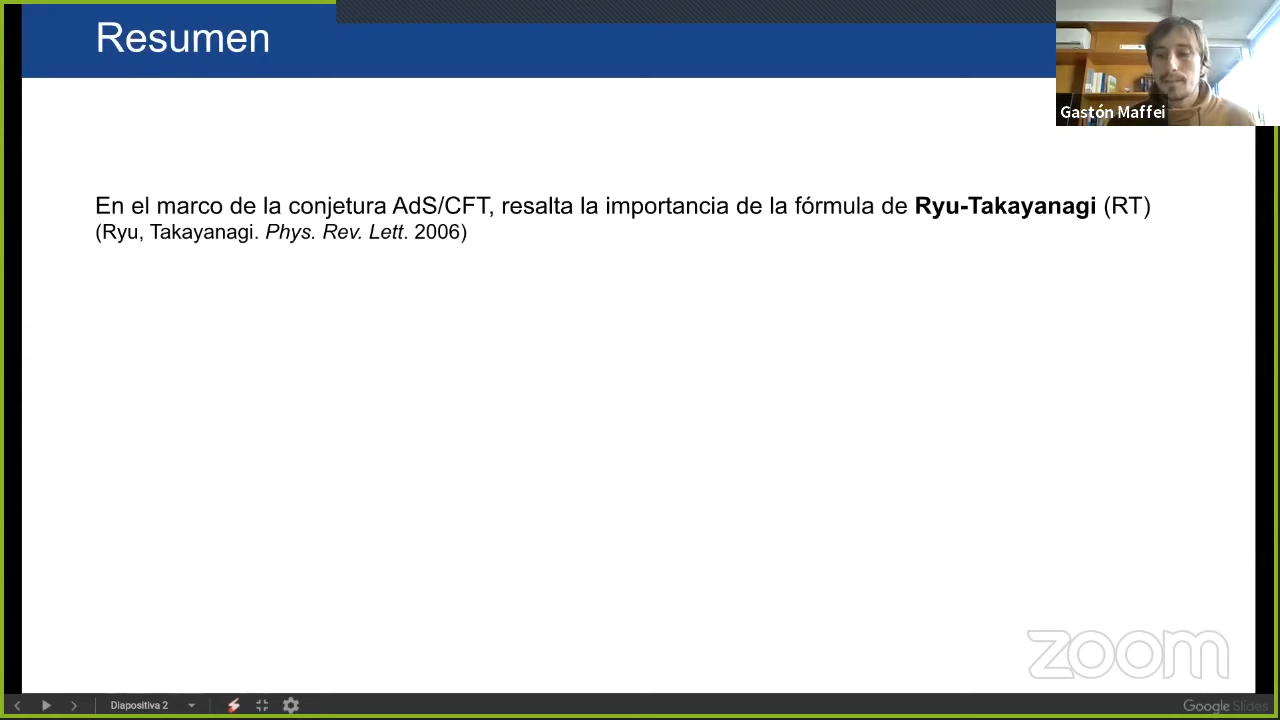 Resumen
Gastón Maffei
En el marco de la conjetura AdS/CFT, resalta la importancia de la fórmula de Ryu-Takayanagi (RT)
(Ryu, Takayanagi. Phys. Rev. Lett. 2006)
zoom
Diapositiva 2
Google Slides